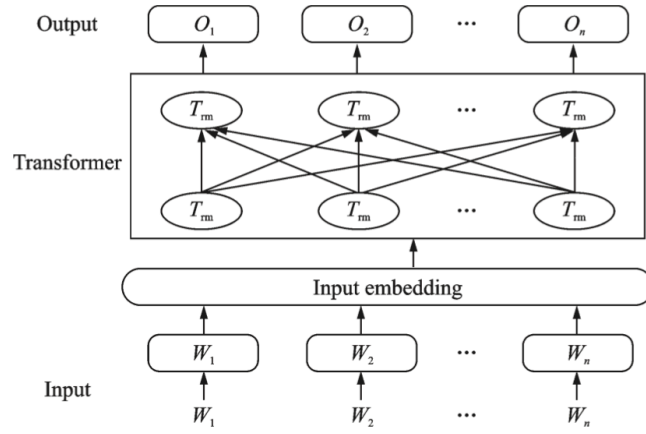 Output O1 O2 ... On
Trm Trm ... Trm
Transformer
Trm Trm ... Trm
Input embedding
W1 W2 ... Wn
Input
W1 W2 ... Wn